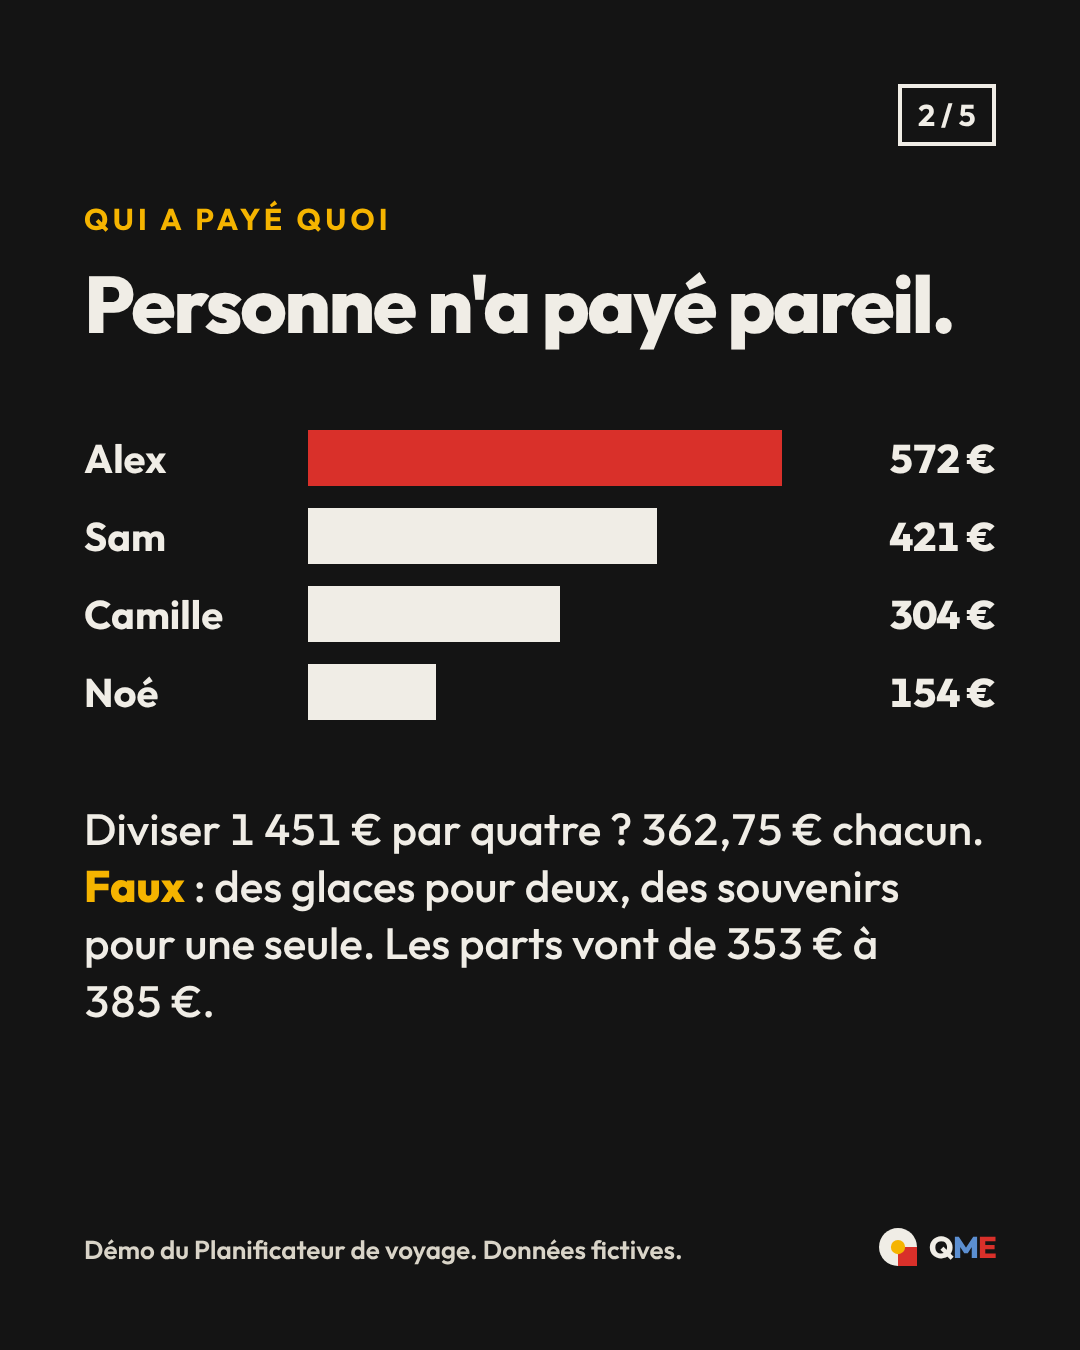 2 / 5
QUI A PAYÉ QUOI
Personne n'a payé pareil.
Alex 572 €
Sam 421 €
Camille 304 €
Noé 154 €
Diviser 1 451 € par quatre ? 362,75 € chacun.
Faux : des glaces pour deux, des souvenirs
pour une seule. Les parts vont de 353 € à
385 €.
Démo du Planificateur de voyage. Données fictives.
QME